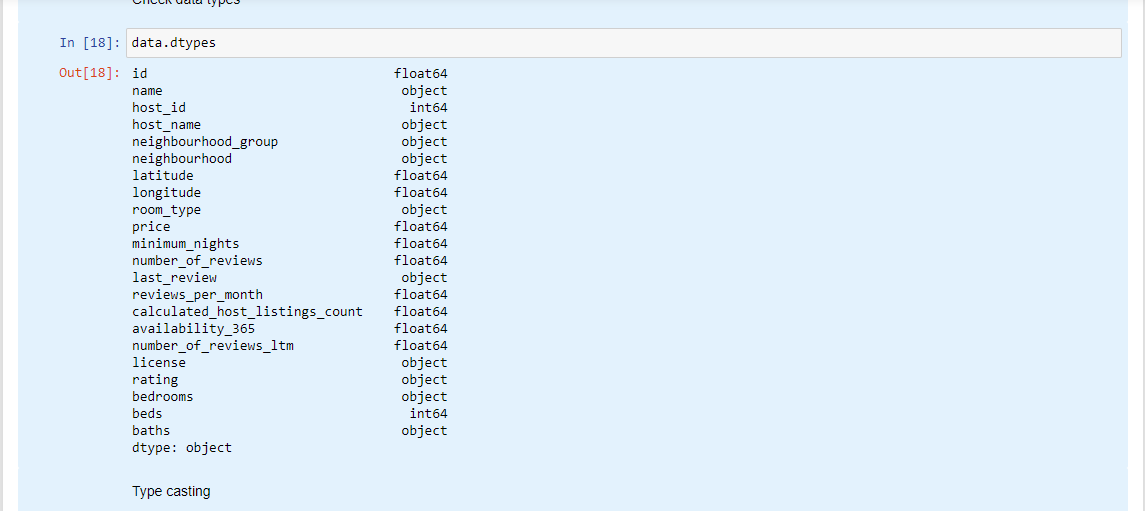 Check data types
In [18]: data.dtypes
Out[18]: id float64
name object
host_id int64
host_name object
neighbourhood_group object
neighbourhood object
latitude float64
longitude float64
room_type object
price float64
minimum_nights float64
number_of_reviews float64
last_review object
reviews_per_month float64
calculated_host_listings_count float64
availability_365 float64
number_of_reviews_ltm float64
license object
rating object
bedrooms object
beds int64
baths object
dtype: object
Type casting